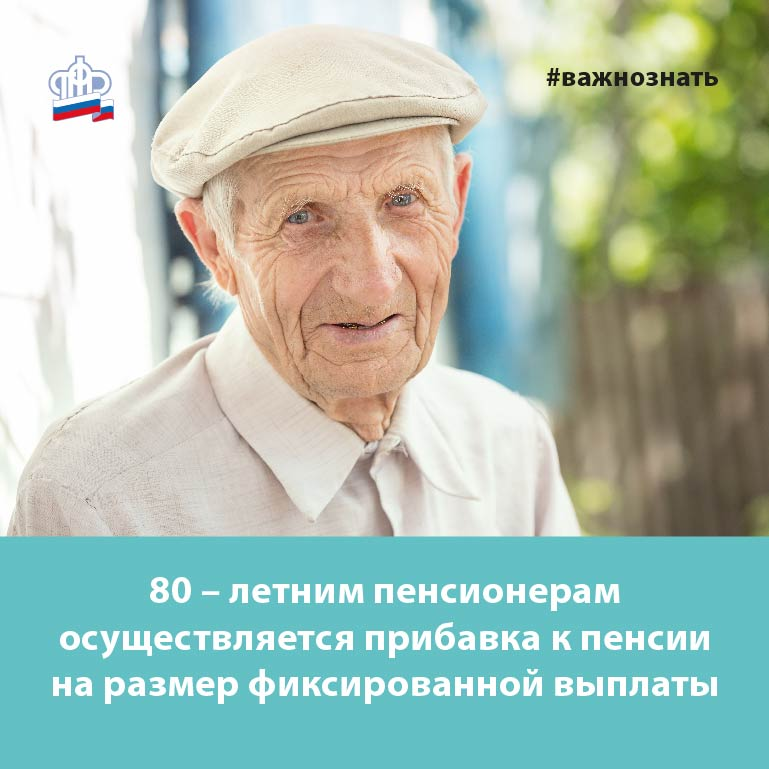 #важнознать
80 – летним пенсионерам
осуществляется прибавка к пенсии
на размер фиксированной выплаты